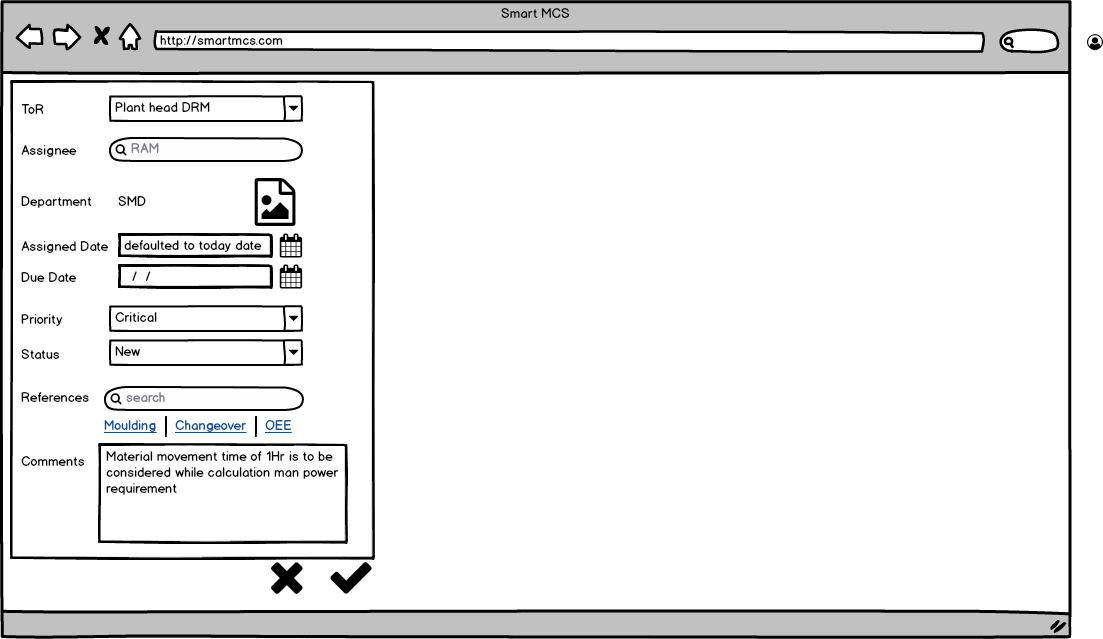 Smart MCS
http://smartmcs.com
ToR
Plant head DRM
Assignee
RAM
Department
SMD
Assigned Date
defaulted to today date
Due Date
/ /
Priority
Critical
Status
New
References
search
Moulding
Changeover
OEE
Comments
Material movement time of 1Hr is to be
considered while calculation man power
requirement